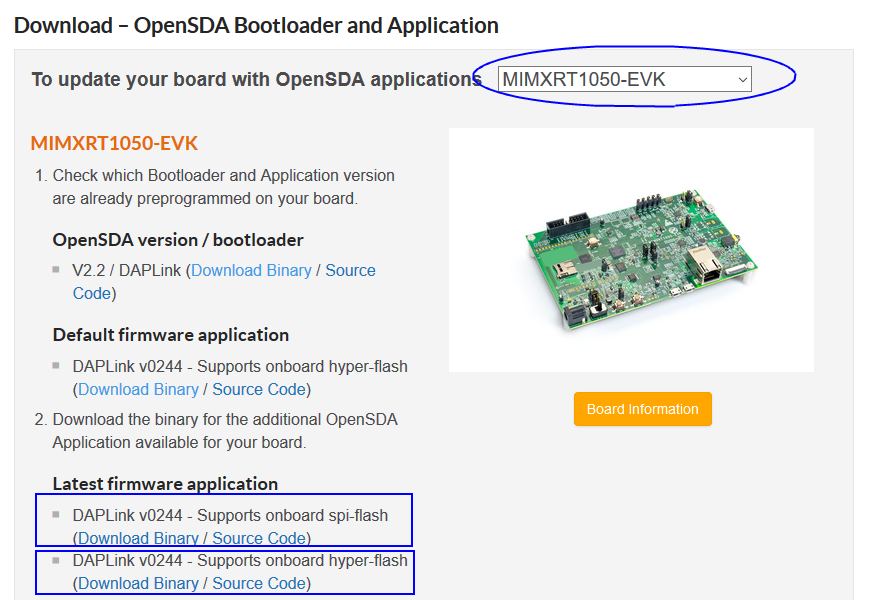 Download – OpenSDA Bootloader and Application
To update your board with OpenSDA applications MIMXRT1050-EVK
MIMXRT1050-EVK
1. Check which Bootloader and Application version
are already preprogrammed on your board.
OpenSDA version / bootloader
V2.2 / DAPLink (Download Binary / Source
Code)
Default firmware application
DAPLink v0244 - Supports onboard hyper-flash
(Download Binary / Source Code)
2. Download the binary for the additional OpenSDA
Application available for your board.
Latest firmware application
DAPLink v0244 - Supports onboard spi-flash
(Download Binary / Source Code)
DAPLink v0244 - Supports onboard hyper-flash
(Download Binary / Source Code)
Board Information